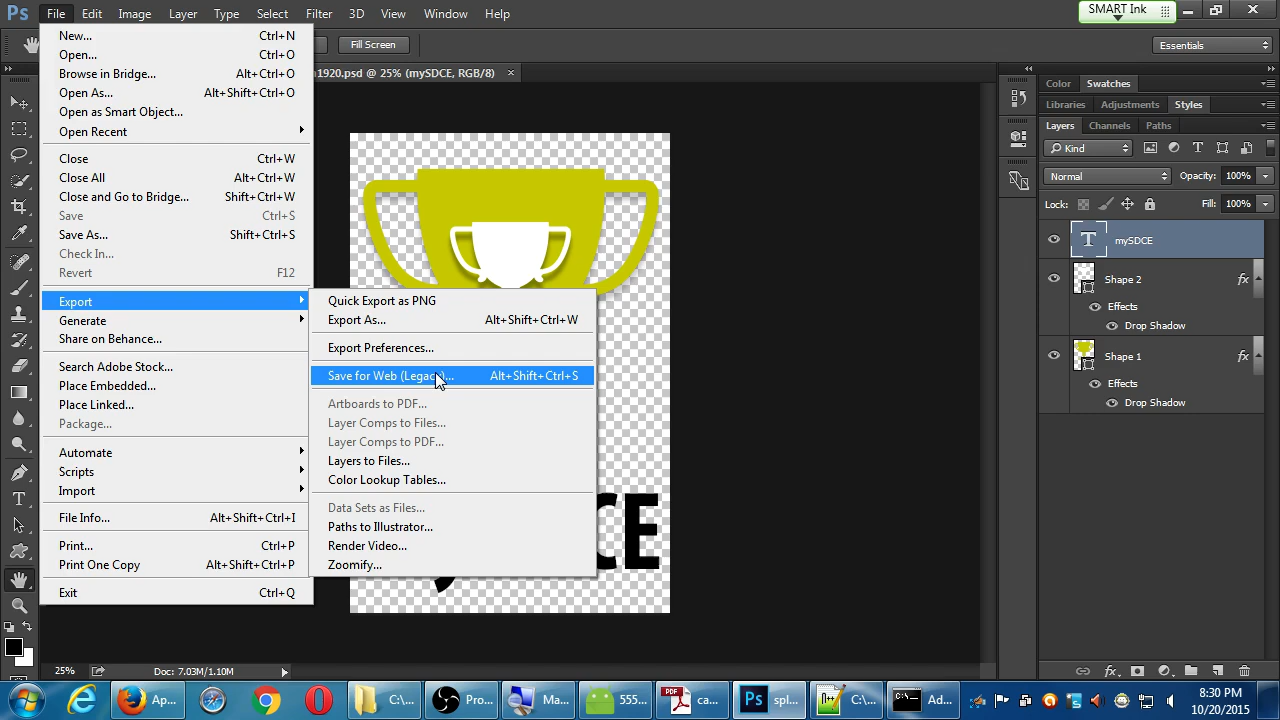 Ps File Edit Image Layer Type Select Filter 3D View Window Help
SMART Ink
Fill Screen
Essentials
1920.psd @ 25% (mySDCE, RGB/8) ×
New... Ctrl+N
Open... Ctrl+O
Browse in Bridge... Alt+Ctrl+O
Open As... Alt+Shift+Ctrl+O
Open as Smart Object...
Open Recent
Close Ctrl+W
Close All Alt+Ctrl+W
Close and Go to Bridge... Shift+Ctrl+W
Save Ctrl+S
Save As... Shift+Ctrl+S
Check In...
Revert F12
Export
Generate
Share on Behance...
Search Adobe Stock...
Place Embedded...
Place Linked...
Package...
Automate
Scripts
Import
File Info... Alt+Shift+Ctrl+I
Print... Ctrl+P
Print One Copy Alt+Shift+Ctrl+P
Exit Ctrl+Q
Quick Export as PNG
Export As... Alt+Shift+Ctrl+W
Export Preferences...
Save for Web (Legacy)... Alt+Shift+Ctrl+S
Artboards to PDF...
Layer Comps to Files...
Layer Comps to PDF...
Layers to Files...
Color Lookup Tables...
Data Sets as Files...
Paths to Illustrator...
Render Video...
Zoomify...
CE
Color Swatches
Libraries Adjustments Styles
Layers Channels Paths
Kind
Normal Opacity: 100%
Lock: Fill: 100%
T mySDCE
Shape 2 fx
Effects
Drop Shadow
Shape 1 fx
Effects
Drop Shadow
25% Doc: 7.03M/1.10M
Ap... C:\... Pro... Ma... 555... ca... Ps spl... C:\... Ad...
8:30 PM
10/20/2015